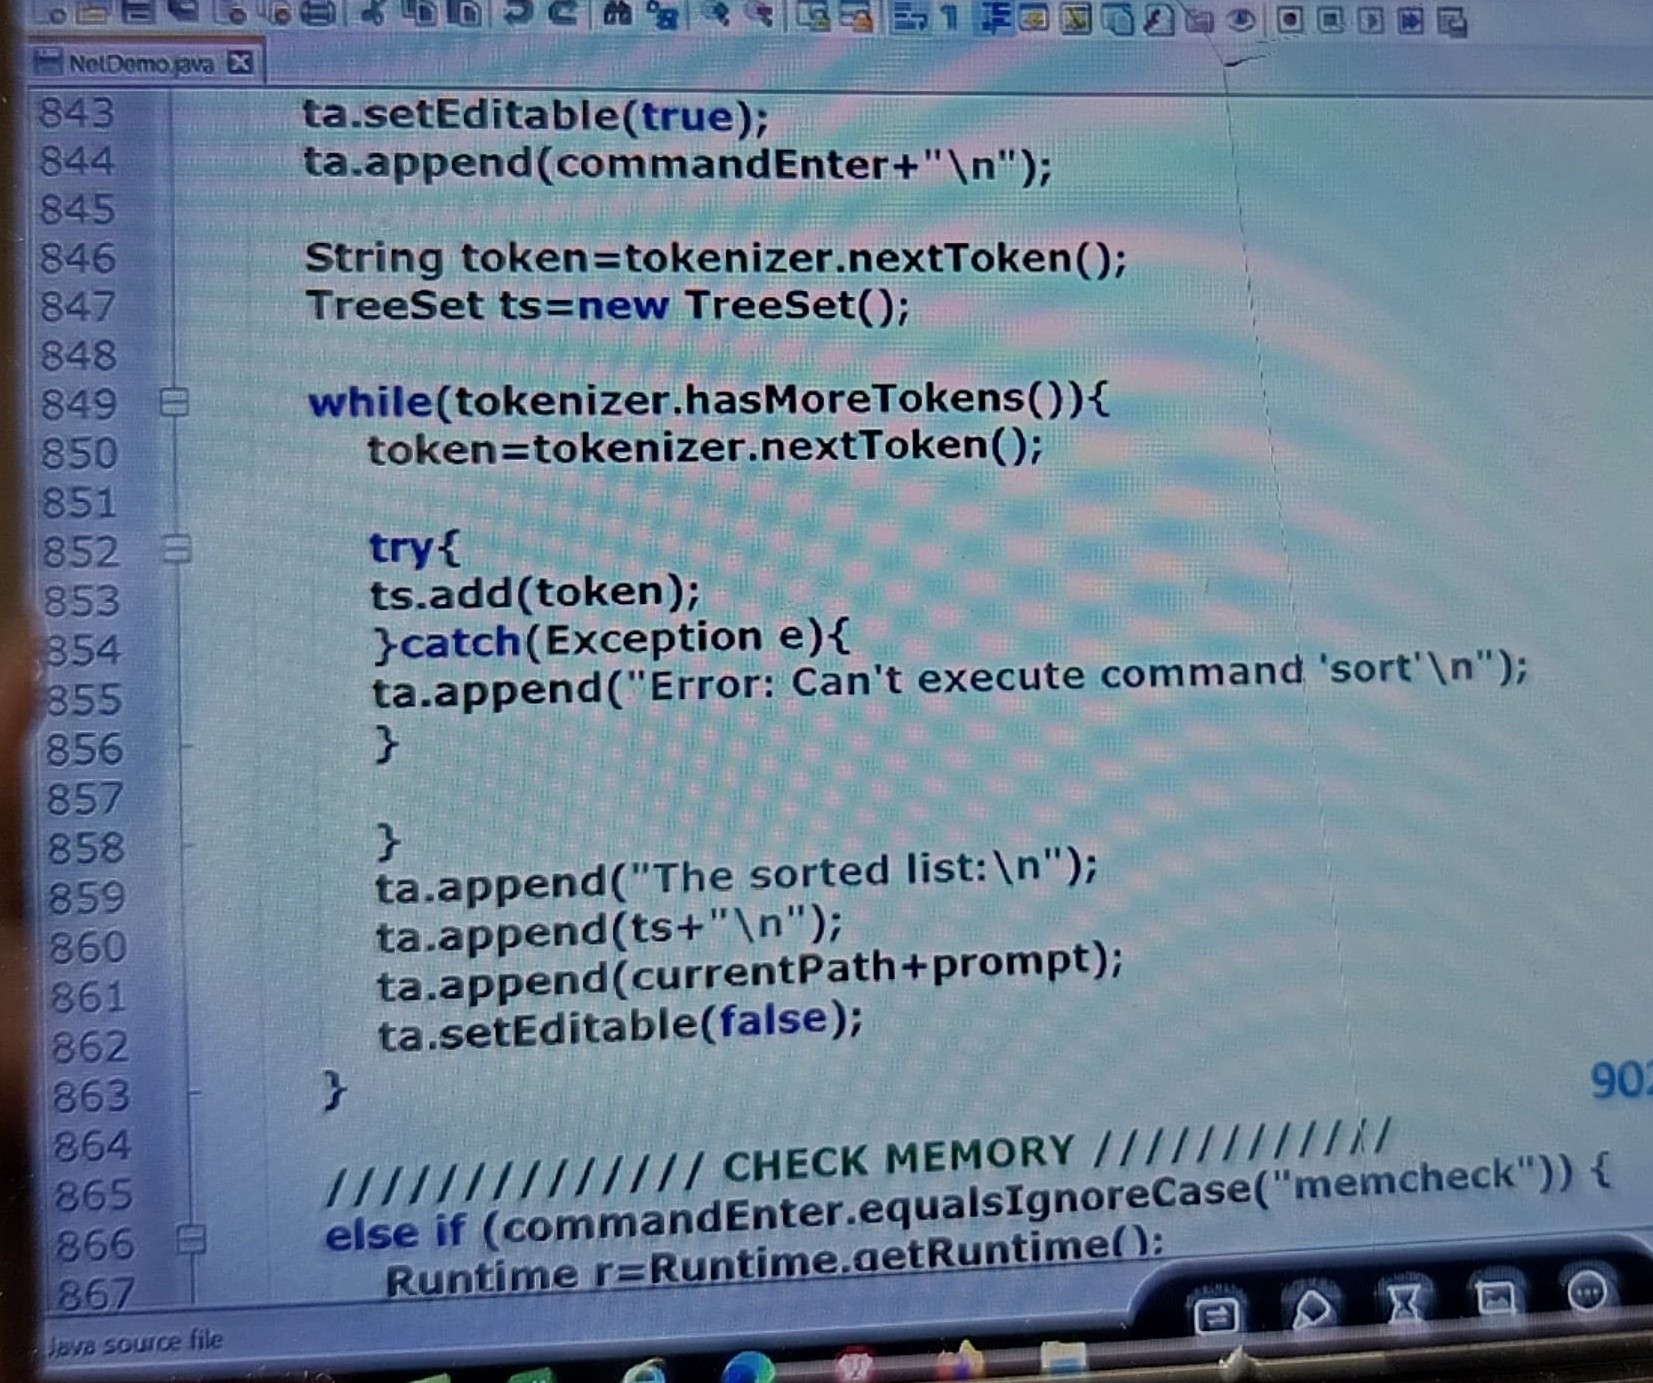 NetDemo.java
843 ta.setEditable(true);
844 ta.append(commandEnter+"\n");
845
846 String token=tokenizer.nextToken();
847 TreeSet ts=new TreeSet();
848
849 while(tokenizer.hasMoreTokens()){
850 token=tokenizer.nextToken();
851
852 try{
853 ts.add(token);
854 }catch(Exception e){
855 ta.append("Error: Can't execute command 'sort'\n");
856 }
857
858 }
859 ta.append("The sorted list:\n");
860 ta.append(ts+"\n");
861 ta.append(currentPath+prompt);
862 ta.setEditable(false);
863 }
864
865 ////////////// CHECK MEMORY ////////////
866 else if (commandEnter.equalsIgnoreCase("memcheck")) {
867 Runtime r=Runtime.getRuntime();
Java source file